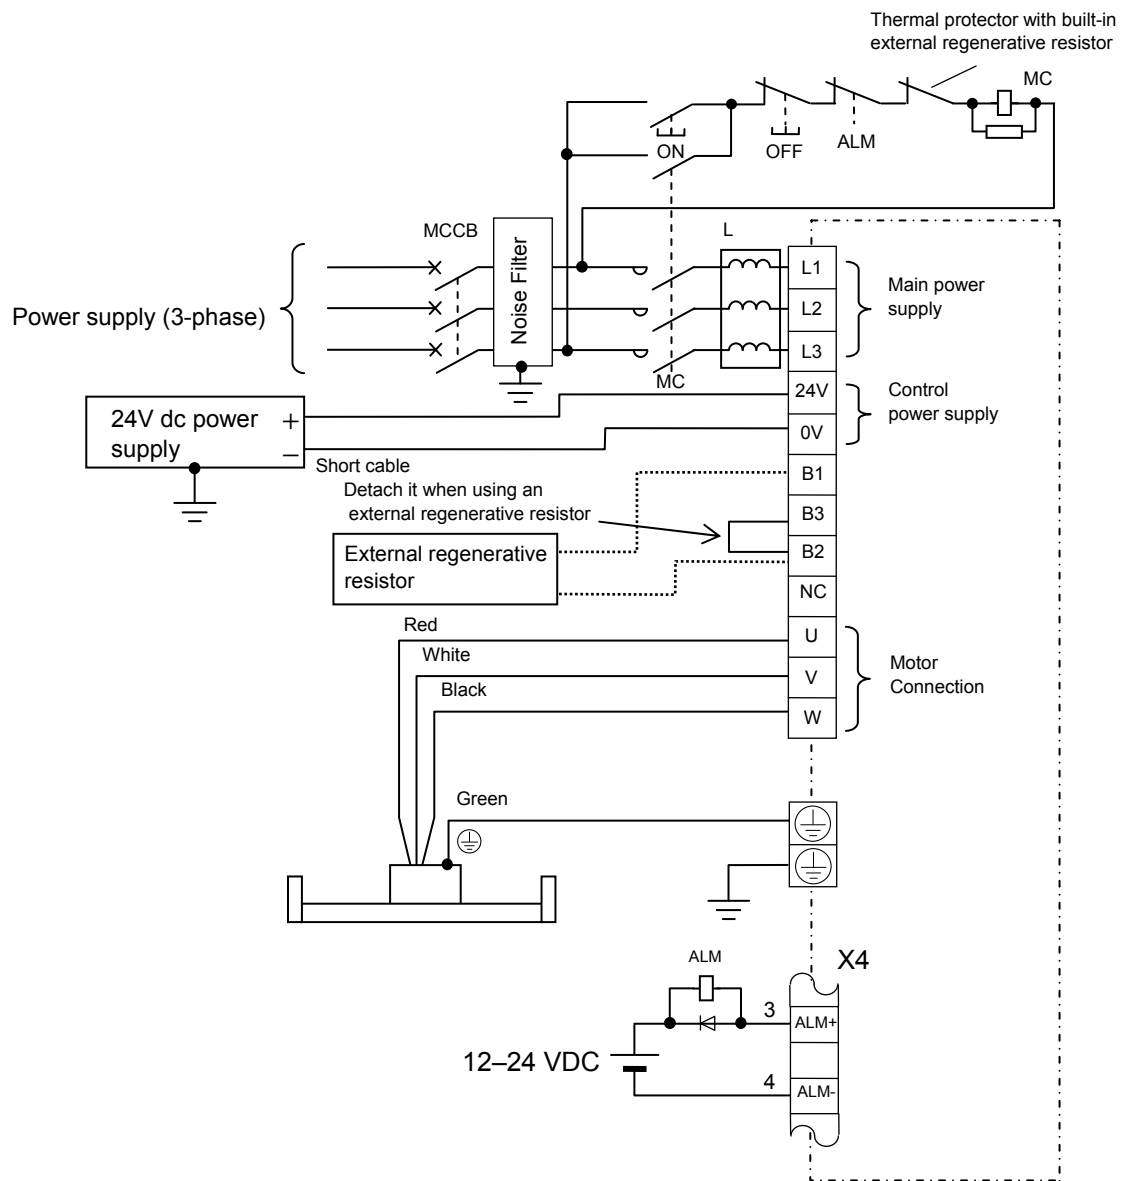 Thermal protector with built-in
external regenerative resistor
MC
ON
OFF
ALM
MCCB
L
Noise Filter
Power supply (3-phase)
L1
L2
L3
Main power
supply
MC
24V
0V
Control
power supply
24V dc power
supply
+
–
Short cable
Detach it when using an
external regenerative resistor
B1
B3
B2
NC
External regenerative
resistor
Red
White
Black
U
V
W
Motor
Connection
Green
X4
ALM
3
ALM+
12–24 VDC
4
ALM-